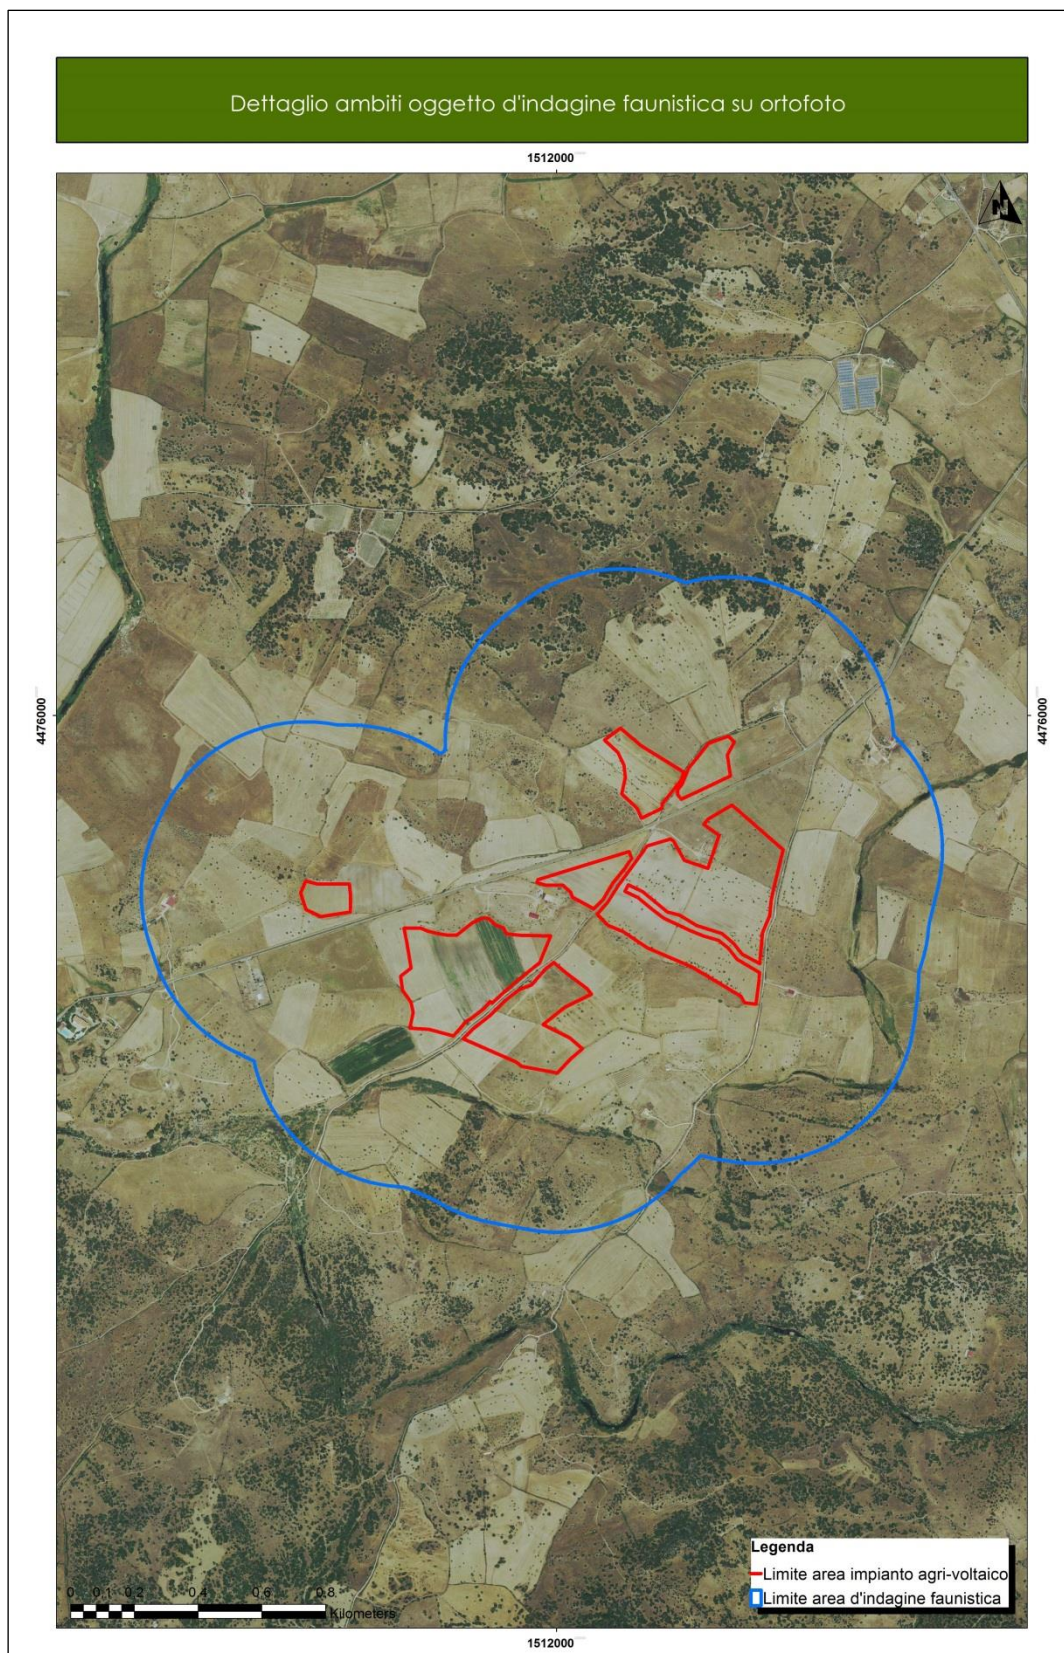 Dettaglio ambiti oggetto d'indagine faunistica su ortofoto
1512000
N
4476000
4476000
Legenda
Limite area impianto agri-voltaico
Limite area d'indagine faunistica
0 0.1 0.2 0.4 0.6 0.8
Kilometers
1512000